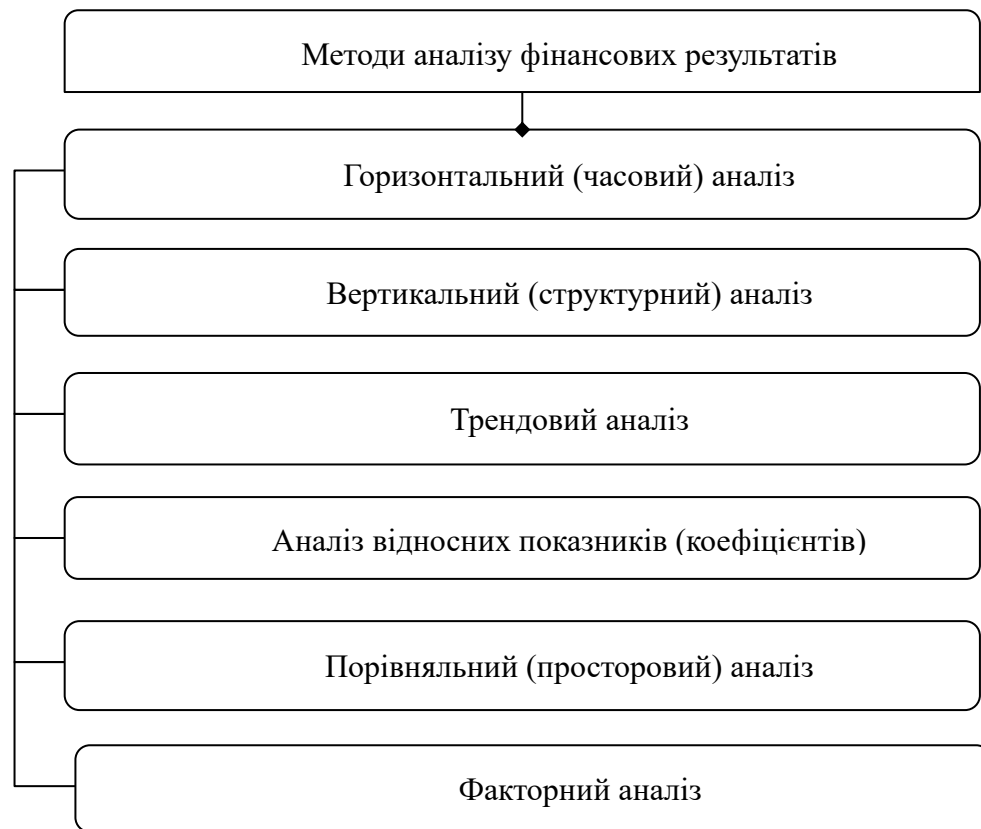 Методи аналізу фінансових результатів
Горизонтальний (часовий) аналіз
Вертикальний (структурний) аналіз
Трендовий аналіз
Аналіз відносних показників (коефіцієнтів)
Порівняльний (просторовий) аналіз
Факторний аналіз